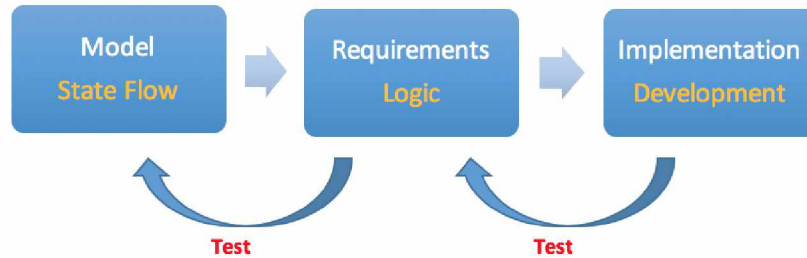 Model
State Flow
Requirements
Logic
Implementation
Development
Test
Test